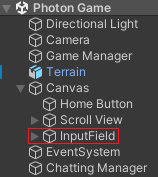 Photon Game
Directional Light
Camera
Game Manager
Terrain
Canvas
Home Button
Scroll View
InputField
EventSystem
Chatting Manager